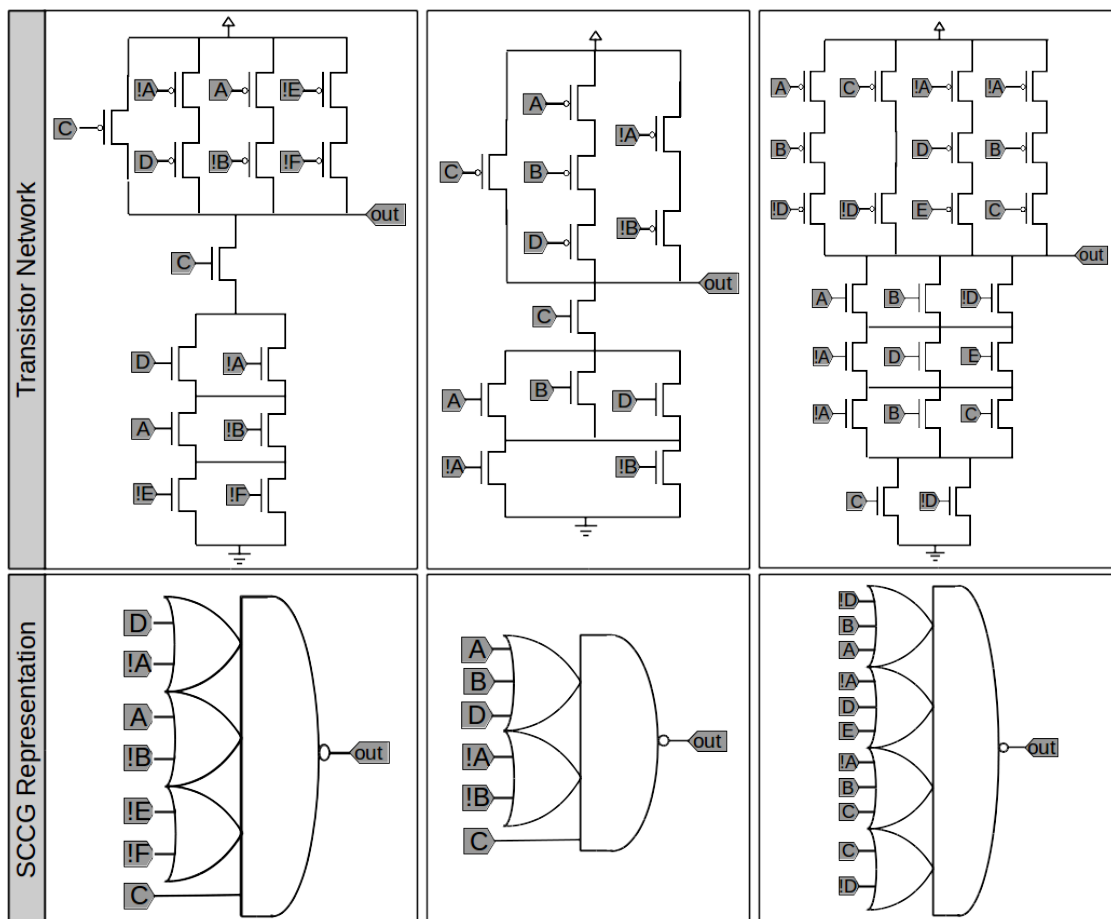 Transistor Network
!A A !E
C
D !B !F
out
C
D !A
A !B
!E !F
A
!A
C B
D !B
out
C
A B D
!A !B
A C !A !A
B D B
!D !D E C
out
A B !D
!A D E
!A B C
C !D
SCCG Representation
D
!A
A
!B
!E
!F
C
out
A
B
D
!A
!B
C
out
!D
B
A
!A
D
E
!A
B
C
C
!D
out